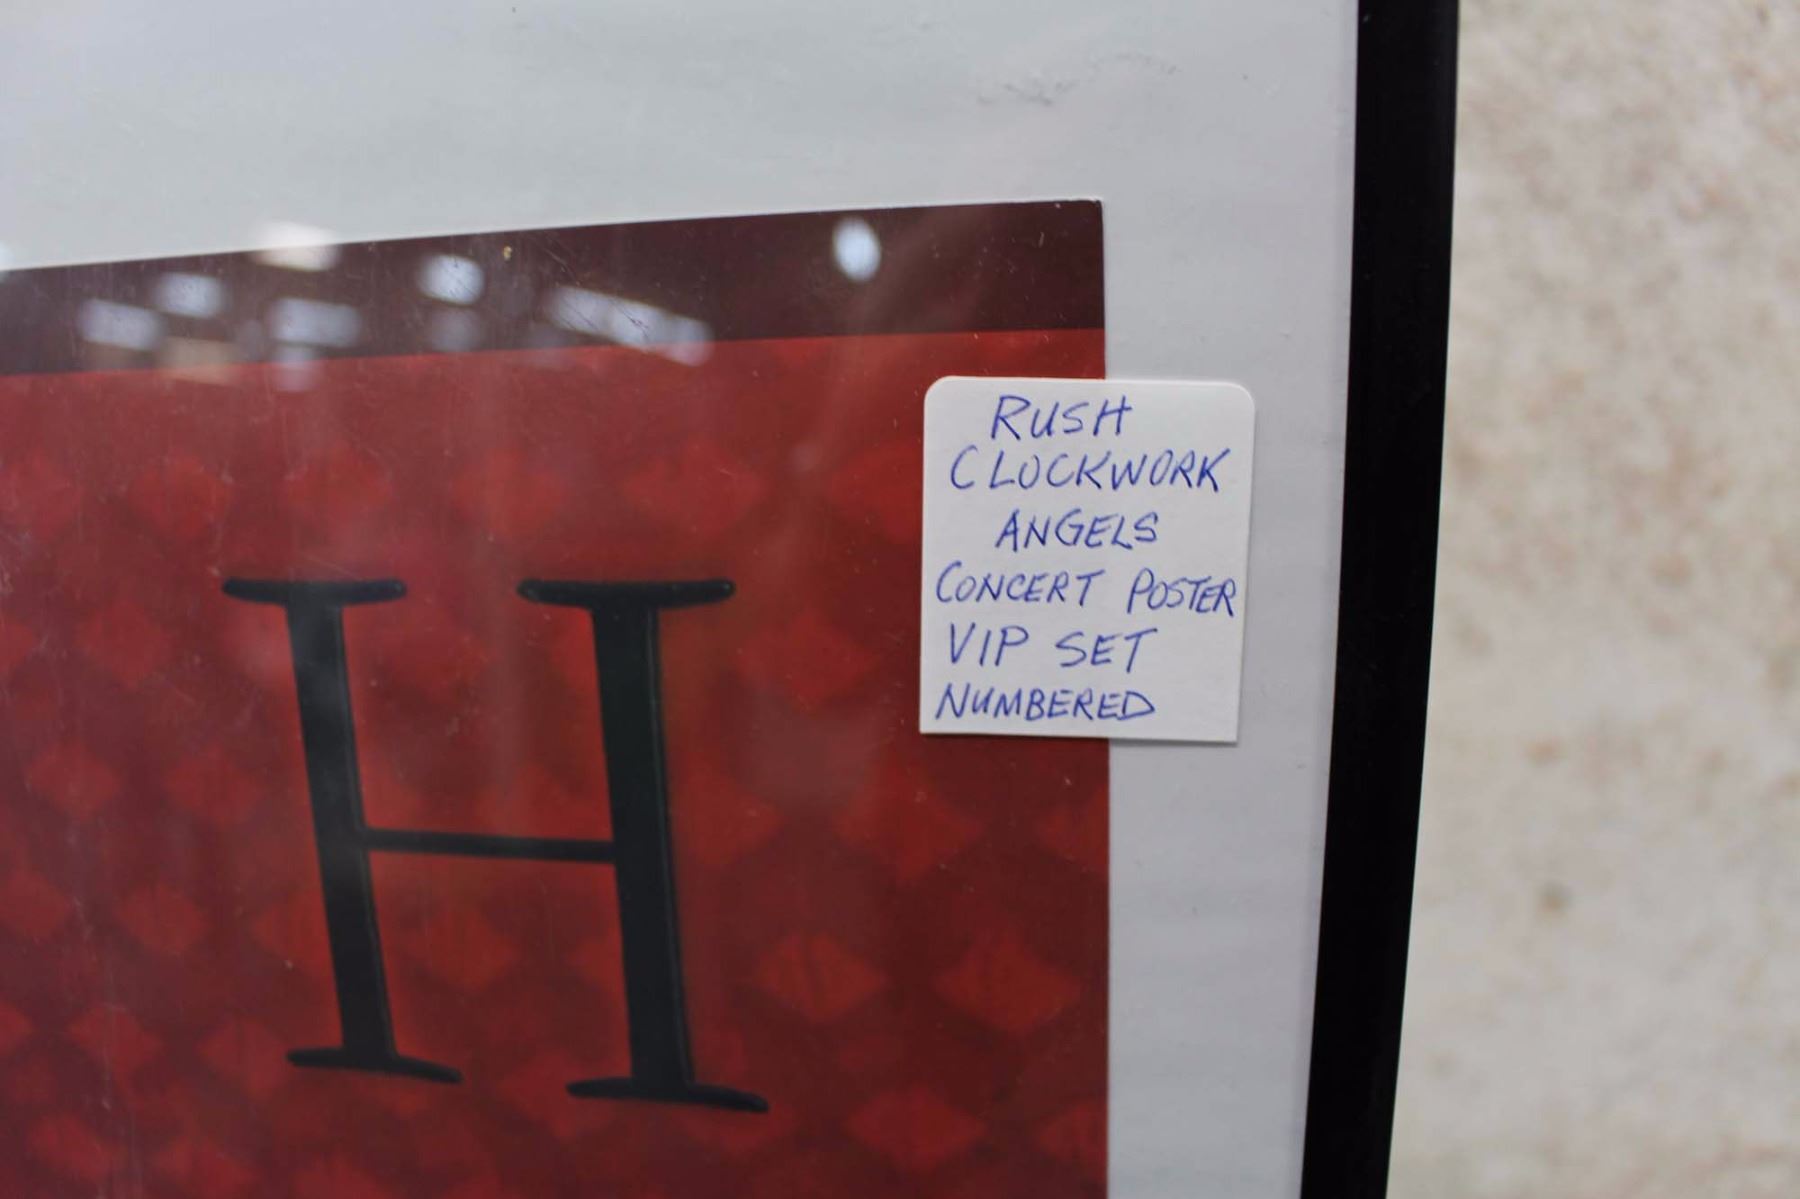 H
RUSH
CLOCKWORK
ANGELS
CONCERT POSTER
VIP SET
NUMBERED